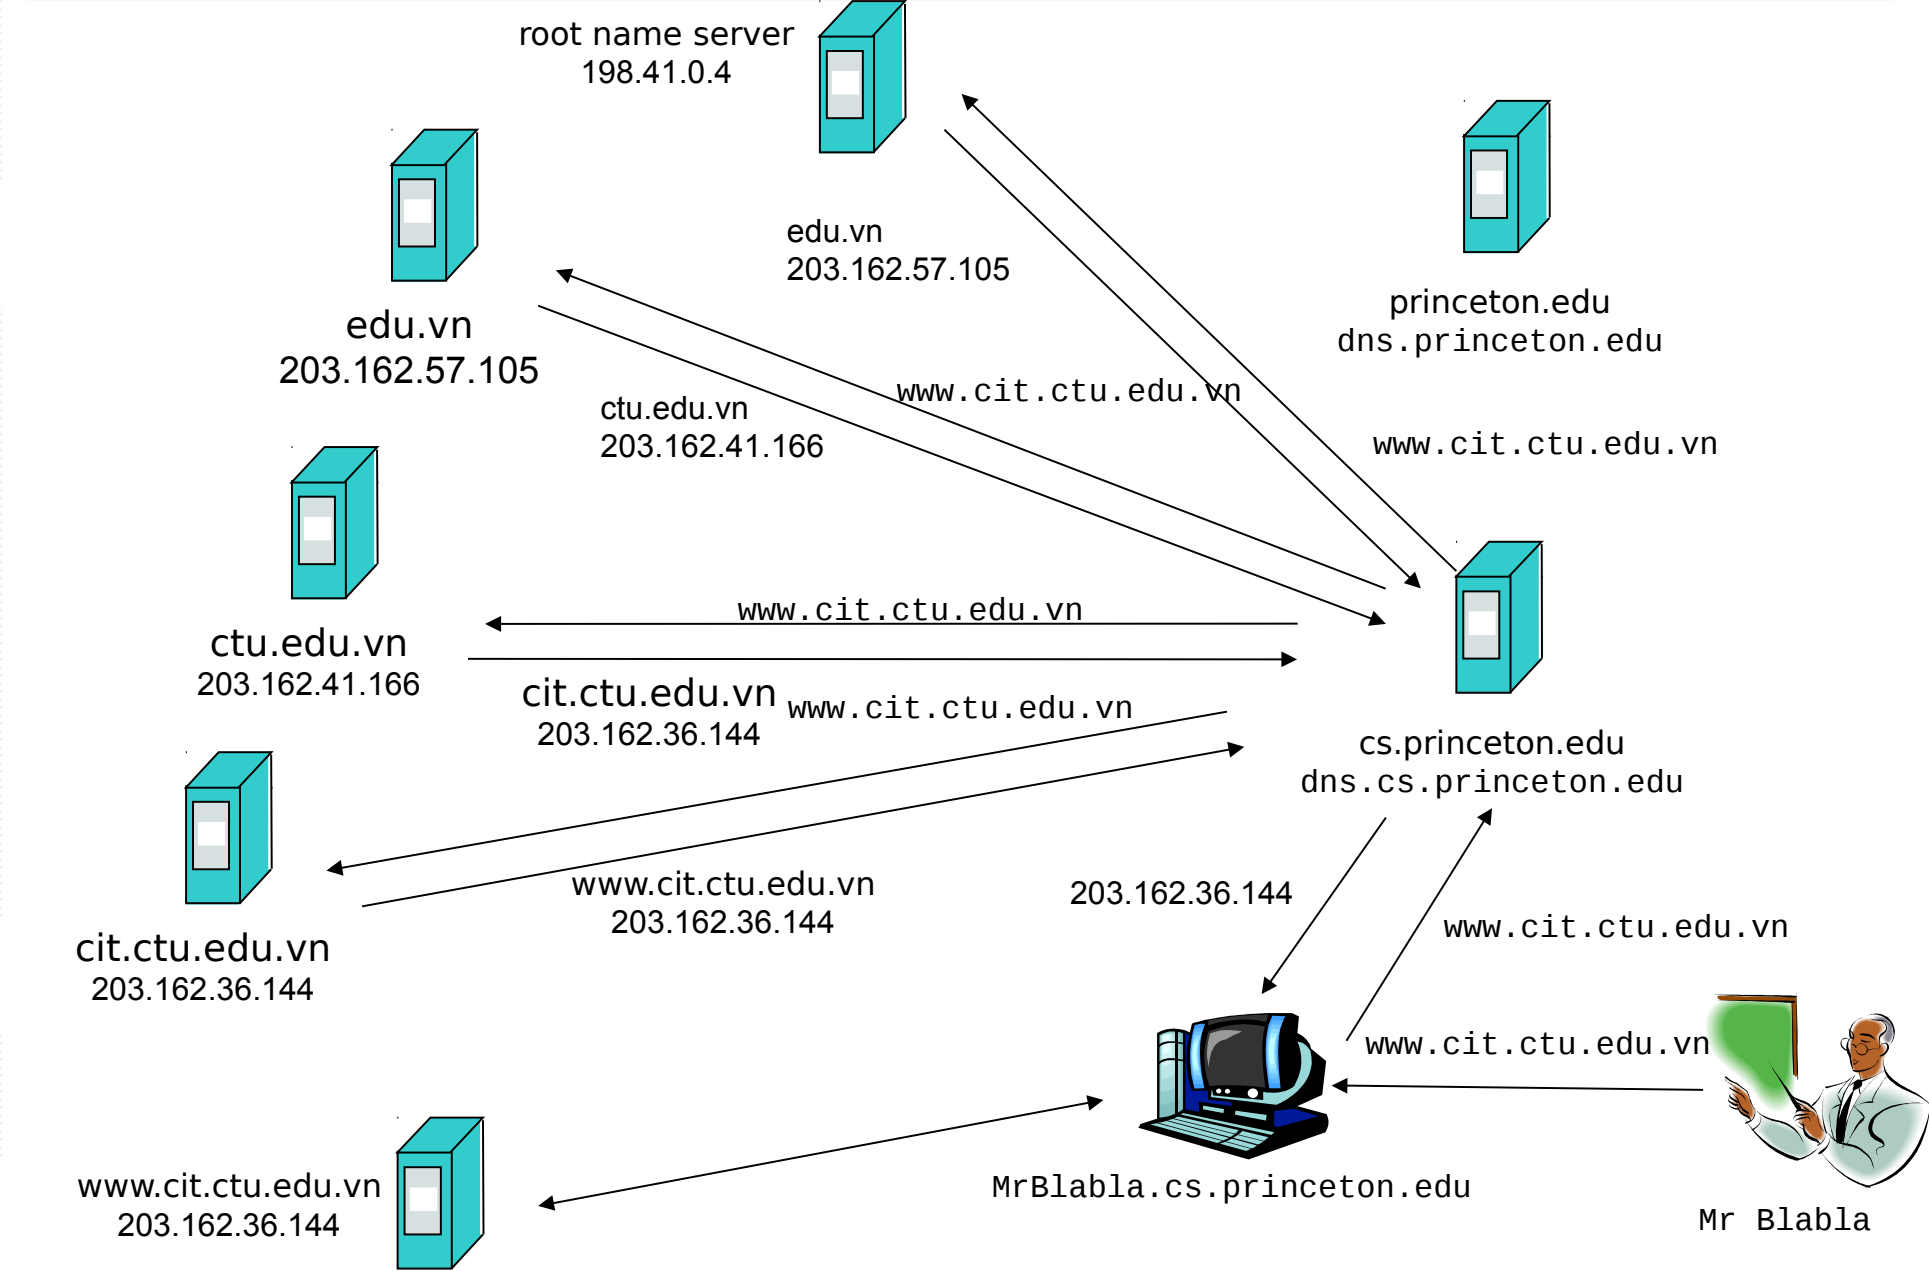 root name server
198.41.0.4
edu.vn
203.162.57.105
princeton.edu
dns.princeton.edu
edu.vn
203.162.57.105
www.cit.ctu.edu.vn
ctu.edu.vn
203.162.41.166
www.cit.ctu.edu.vn
www.cit.ctu.edu.vn
ctu.edu.vn
203.162.41.166
cit.ctu.edu.vn
203.162.36.144
www.cit.ctu.edu.vn
cs.princeton.edu
dns.cs.princeton.edu
www.cit.ctu.edu.vn
203.162.36.144
203.162.36.144
www.cit.ctu.edu.vn
cit.ctu.edu.vn
203.162.36.144
www.cit.ctu.edu.vn
www.cit.ctu.edu.vn
203.162.36.144
MrBlabla.cs.princeton.edu
Mr Blabla